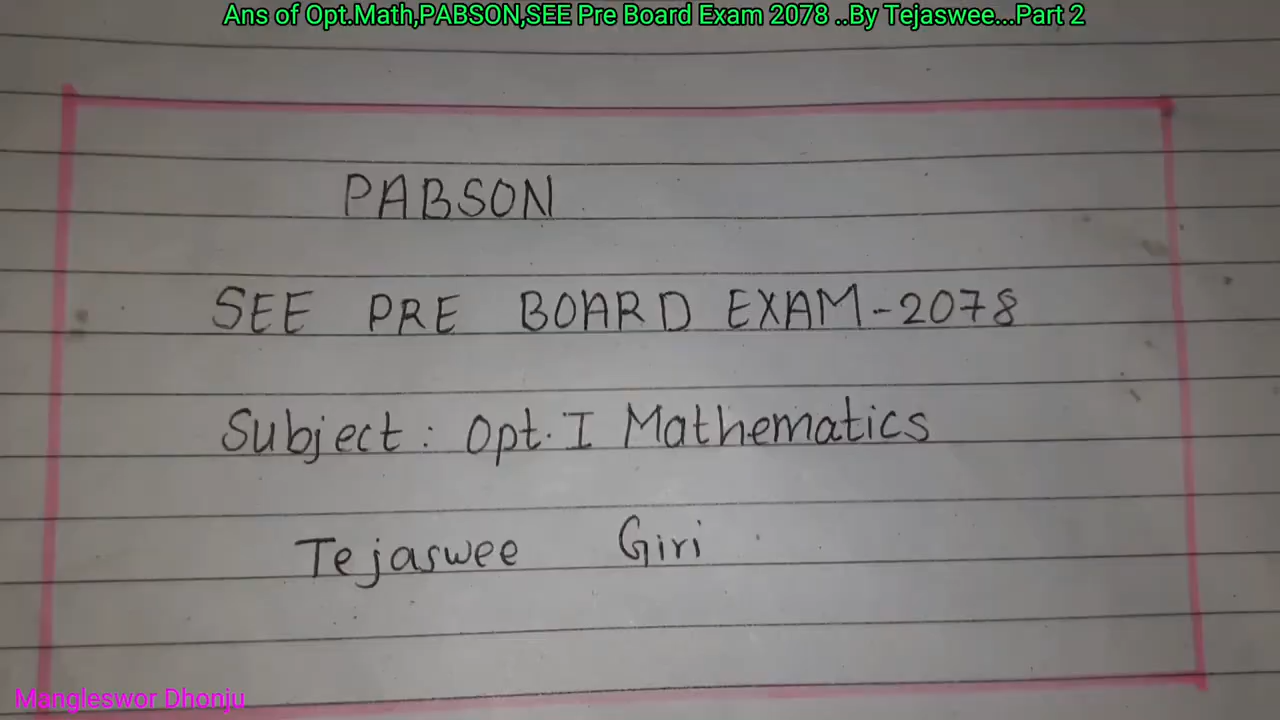 Ans of Opt.Math,PABSON,SEE Pre Board Exam 2078 ..By Tejaswee...Part 2
PABSON
SEE PRE BOARD EXAM-2078
Subject: Opt. I Mathematics
Tejaswee Giri
Mangleswor Dhonju